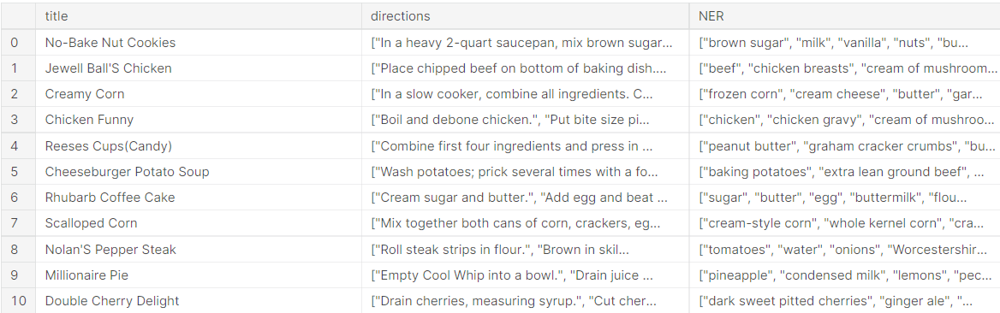 title directions NER
0 No-Bake Nut Cookies ["In a heavy 2-quart saucepan, mix brown sugar... ["brown sugar", "milk", "vanilla", "nuts", "bu...
1 Jewell Ball'S Chicken ["Place chipped beef on bottom of baking dish.... ["beef", "chicken breasts", "cream of mushroom...
2 Creamy Corn ["In a slow cooker, combine all ingredients. C... ["frozen corn", "cream cheese", "butter", "gar...
3 Chicken Funny ["Boil and debone chicken.", "Put bite size pi... ["chicken", "chicken gravy", "cream of mushroo...
4 Reeses Cups(Candy) ["Combine first four ingredients and press in ... ["peanut butter", "graham cracker crumbs", "bu...
5 Cheeseburger Potato Soup ["Wash potatoes; prick several times with a fo... ["baking potatoes", "extra lean ground beef", ...
6 Rhubarb Coffee Cake ["Cream sugar and butter.", "Add egg and beat ... ["sugar", "butter", "egg", "buttermilk", "flou...
7 Scalloped Corn ["Mix together both cans of corn, crackers, eg... ["cream-style corn", "whole kernel corn", "cra...
8 Nolan'S Pepper Steak ["Roll steak strips in flour.", "Brown in skil... ["tomatoes", "water", "onions", "Worcestershir...
9 Millionaire Pie ["Empty Cool Whip into a bowl.", "Drain juice ... ["pineapple", "condensed milk", "lemons", "pec...
10 Double Cherry Delight ["Drain cherries, measuring syrup.", "Cut cher... ["dark sweet pitted cherries", "ginger ale", "...